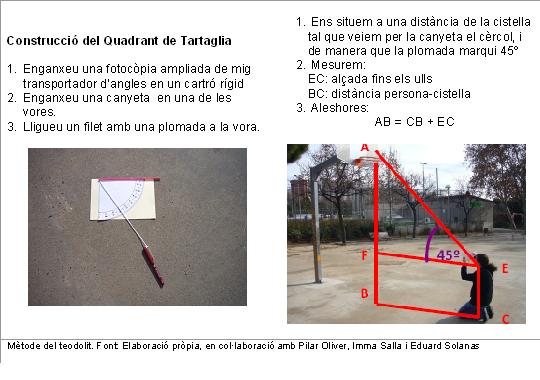 Construcció del Quadrant de Tartaglia
1. Enganxeu una fotocòpia ampliada de mig
transportador d'angles en un cartró rígid
2. Enganxeu una canyeta en una de les
vores.
3. Lligueu un filet amb una plomada a la vora.
1. Ens situem a una distància de la cistella
tal que veiem per la canyeta el cèrcol, i
de manera que la plomada marqui 45º
2. Mesurem:
EC: alçada fins els ulls
BC: distància persona-cistella
3. Aleshores:
AB = CB + EC
A
45º
F
E
B
C
Mètode del teodolit. Font: Elaboració pròpia, en col·laboració amb Pilar Oliver, Imma Salla i Eduard Solanas